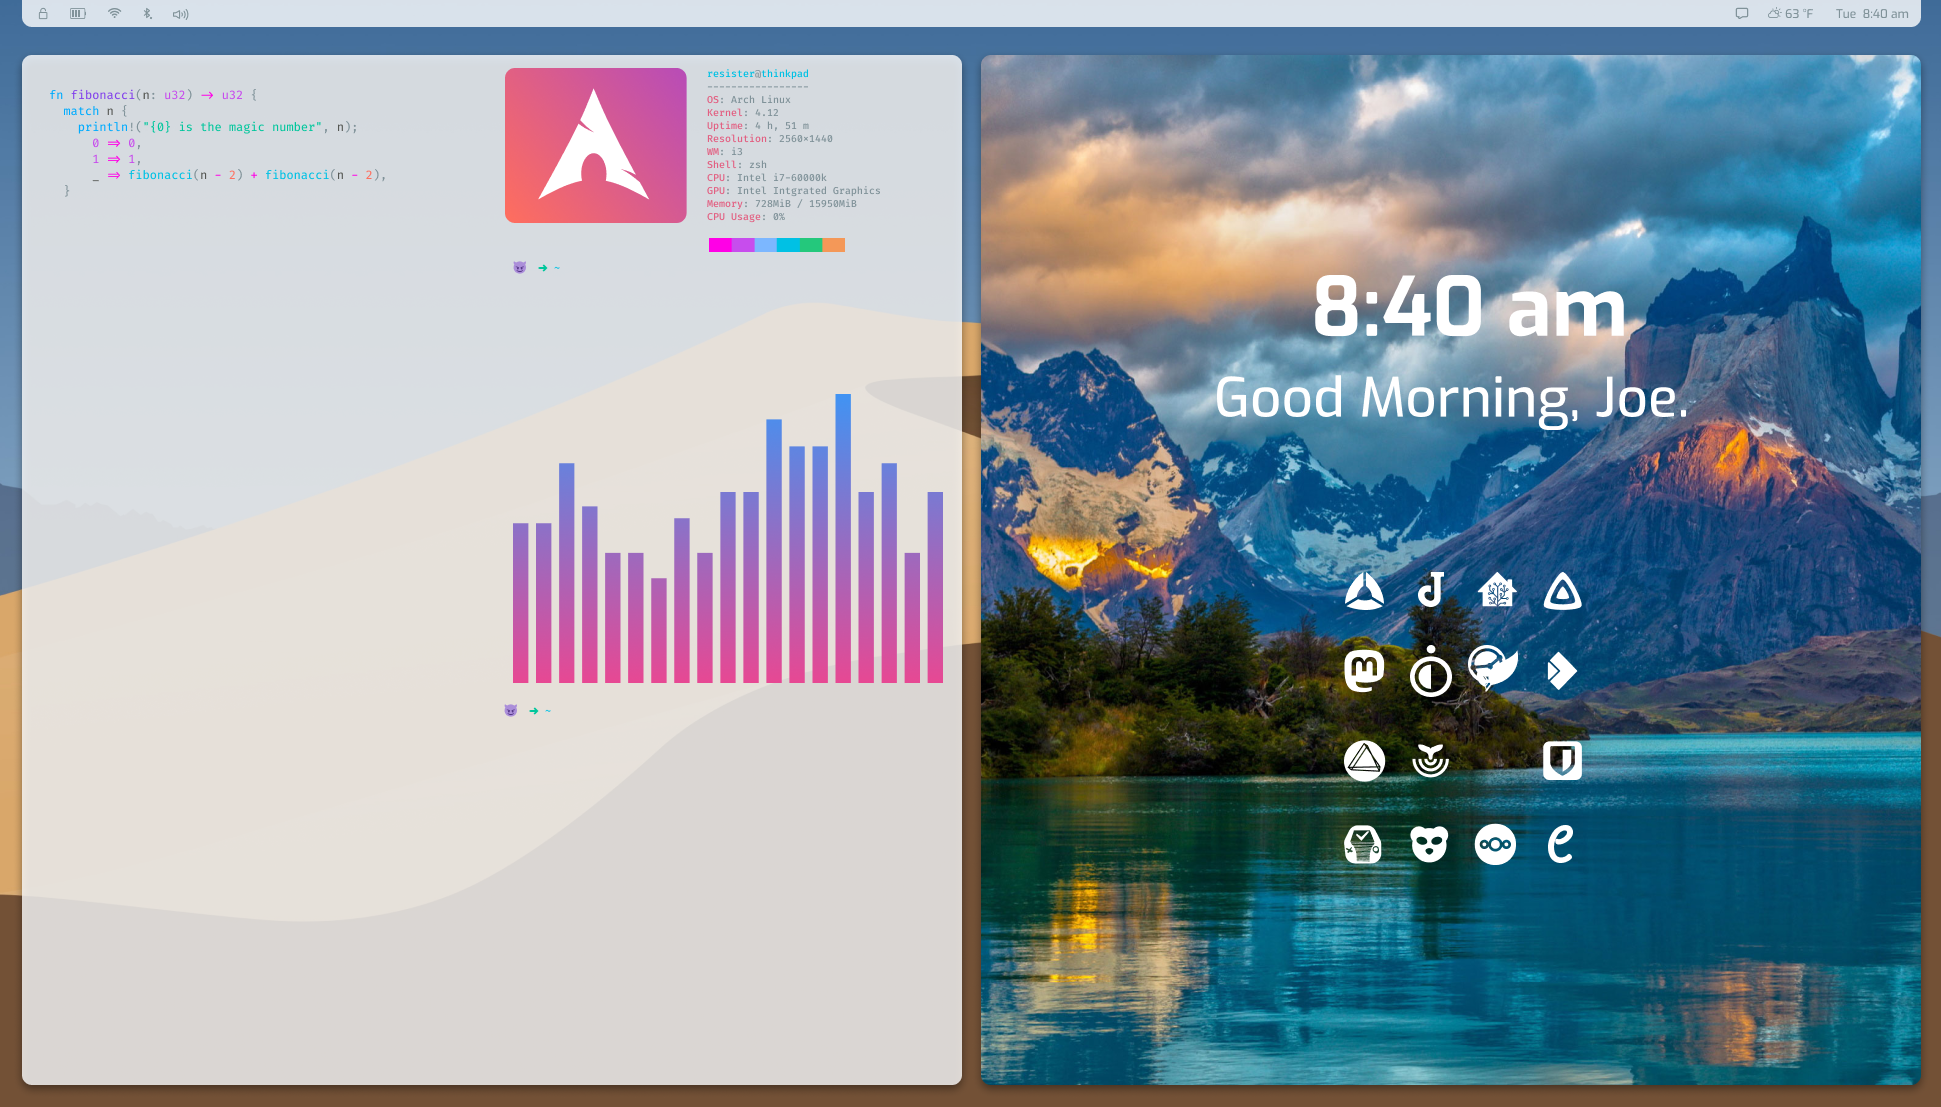 63 °F
Tue 8:40 am
fn fibonacci(n: u32) → u32 {
match n {
println!("{0} is the magic number", n);
0 ⇒ 0,
1 ⇒ 1,
_ ⇒ fibonacci(n - 2) + fibonacci(n - 2),
}
resister@thinkpad
-----------------
OS: Arch Linux
Kernel: 4.12
Uptime: 4 h, 51 m
Resolution: 2560×1440
WM: i3
Shell: zsh
CPU: Intel i7-60000k
GPU: Intel Intgrated Graphics
Memory: 728MiB / 15950MiB
CPU Usage: 0%
➜ ~
➜ ~
8:40 am
Good Morning, Joe.